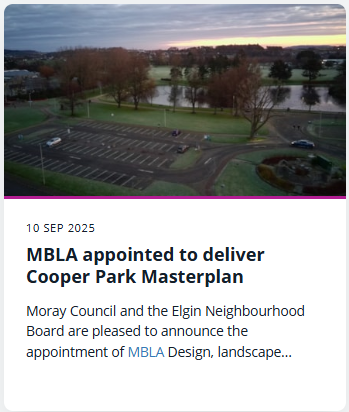 10 SEP 2025
MBLA appointed to deliver
Cooper Park Masterplan
Moray Council and the Elgin Neighbourhood
Board are pleased to announce the
appointment of MBLA Design, landscape...